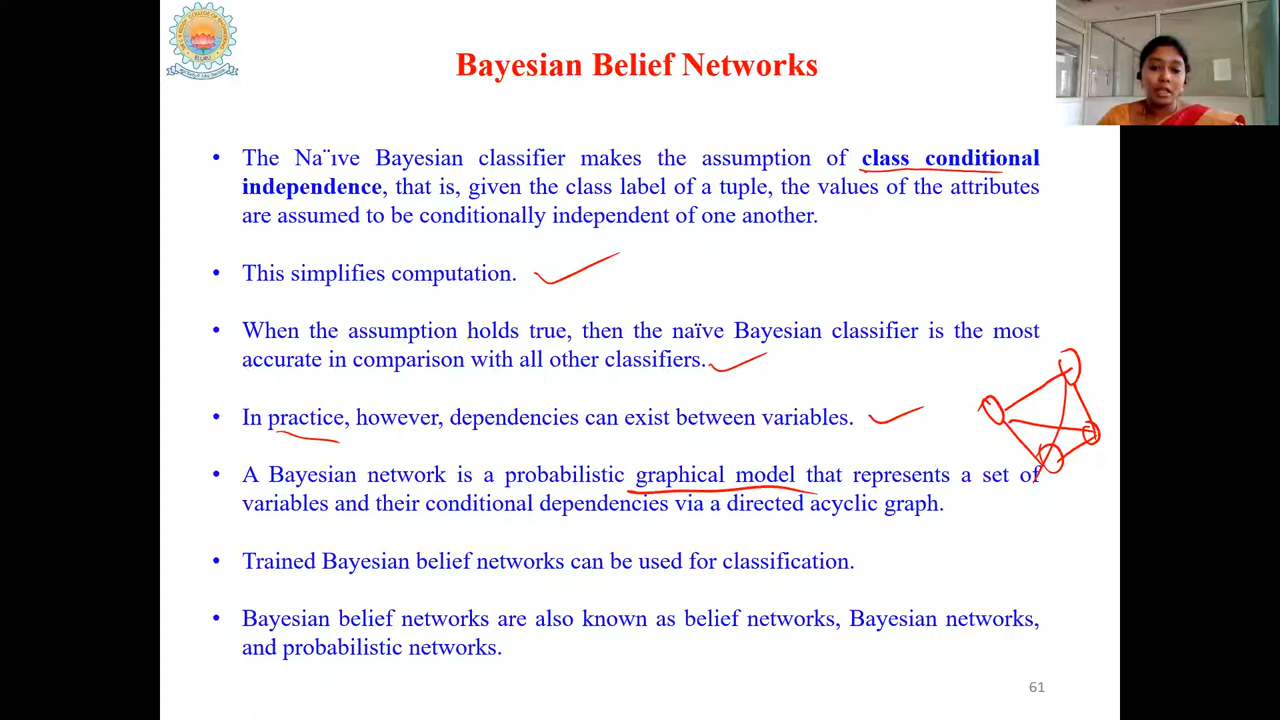 Bayesian Belief Networks
• The Na¨ıve Bayesian classifier makes the assumption of class conditional
independence, that is, given the class label of a tuple, the values of the attributes
are assumed to be conditionally independent of one another.
• This simplifies computation.
• When the assumption holds true, then the naïve Bayesian classifier is the most
accurate in comparison with all other classifiers.
• In practice, however, dependencies can exist between variables.
• A Bayesian network is a probabilistic graphical model that represents a set of
variables and their conditional dependencies via a directed acyclic graph.
• Trained Bayesian belief networks can be used for classification.
• Bayesian belief networks are also known as belief networks, Bayesian networks,
and probabilistic networks.
61